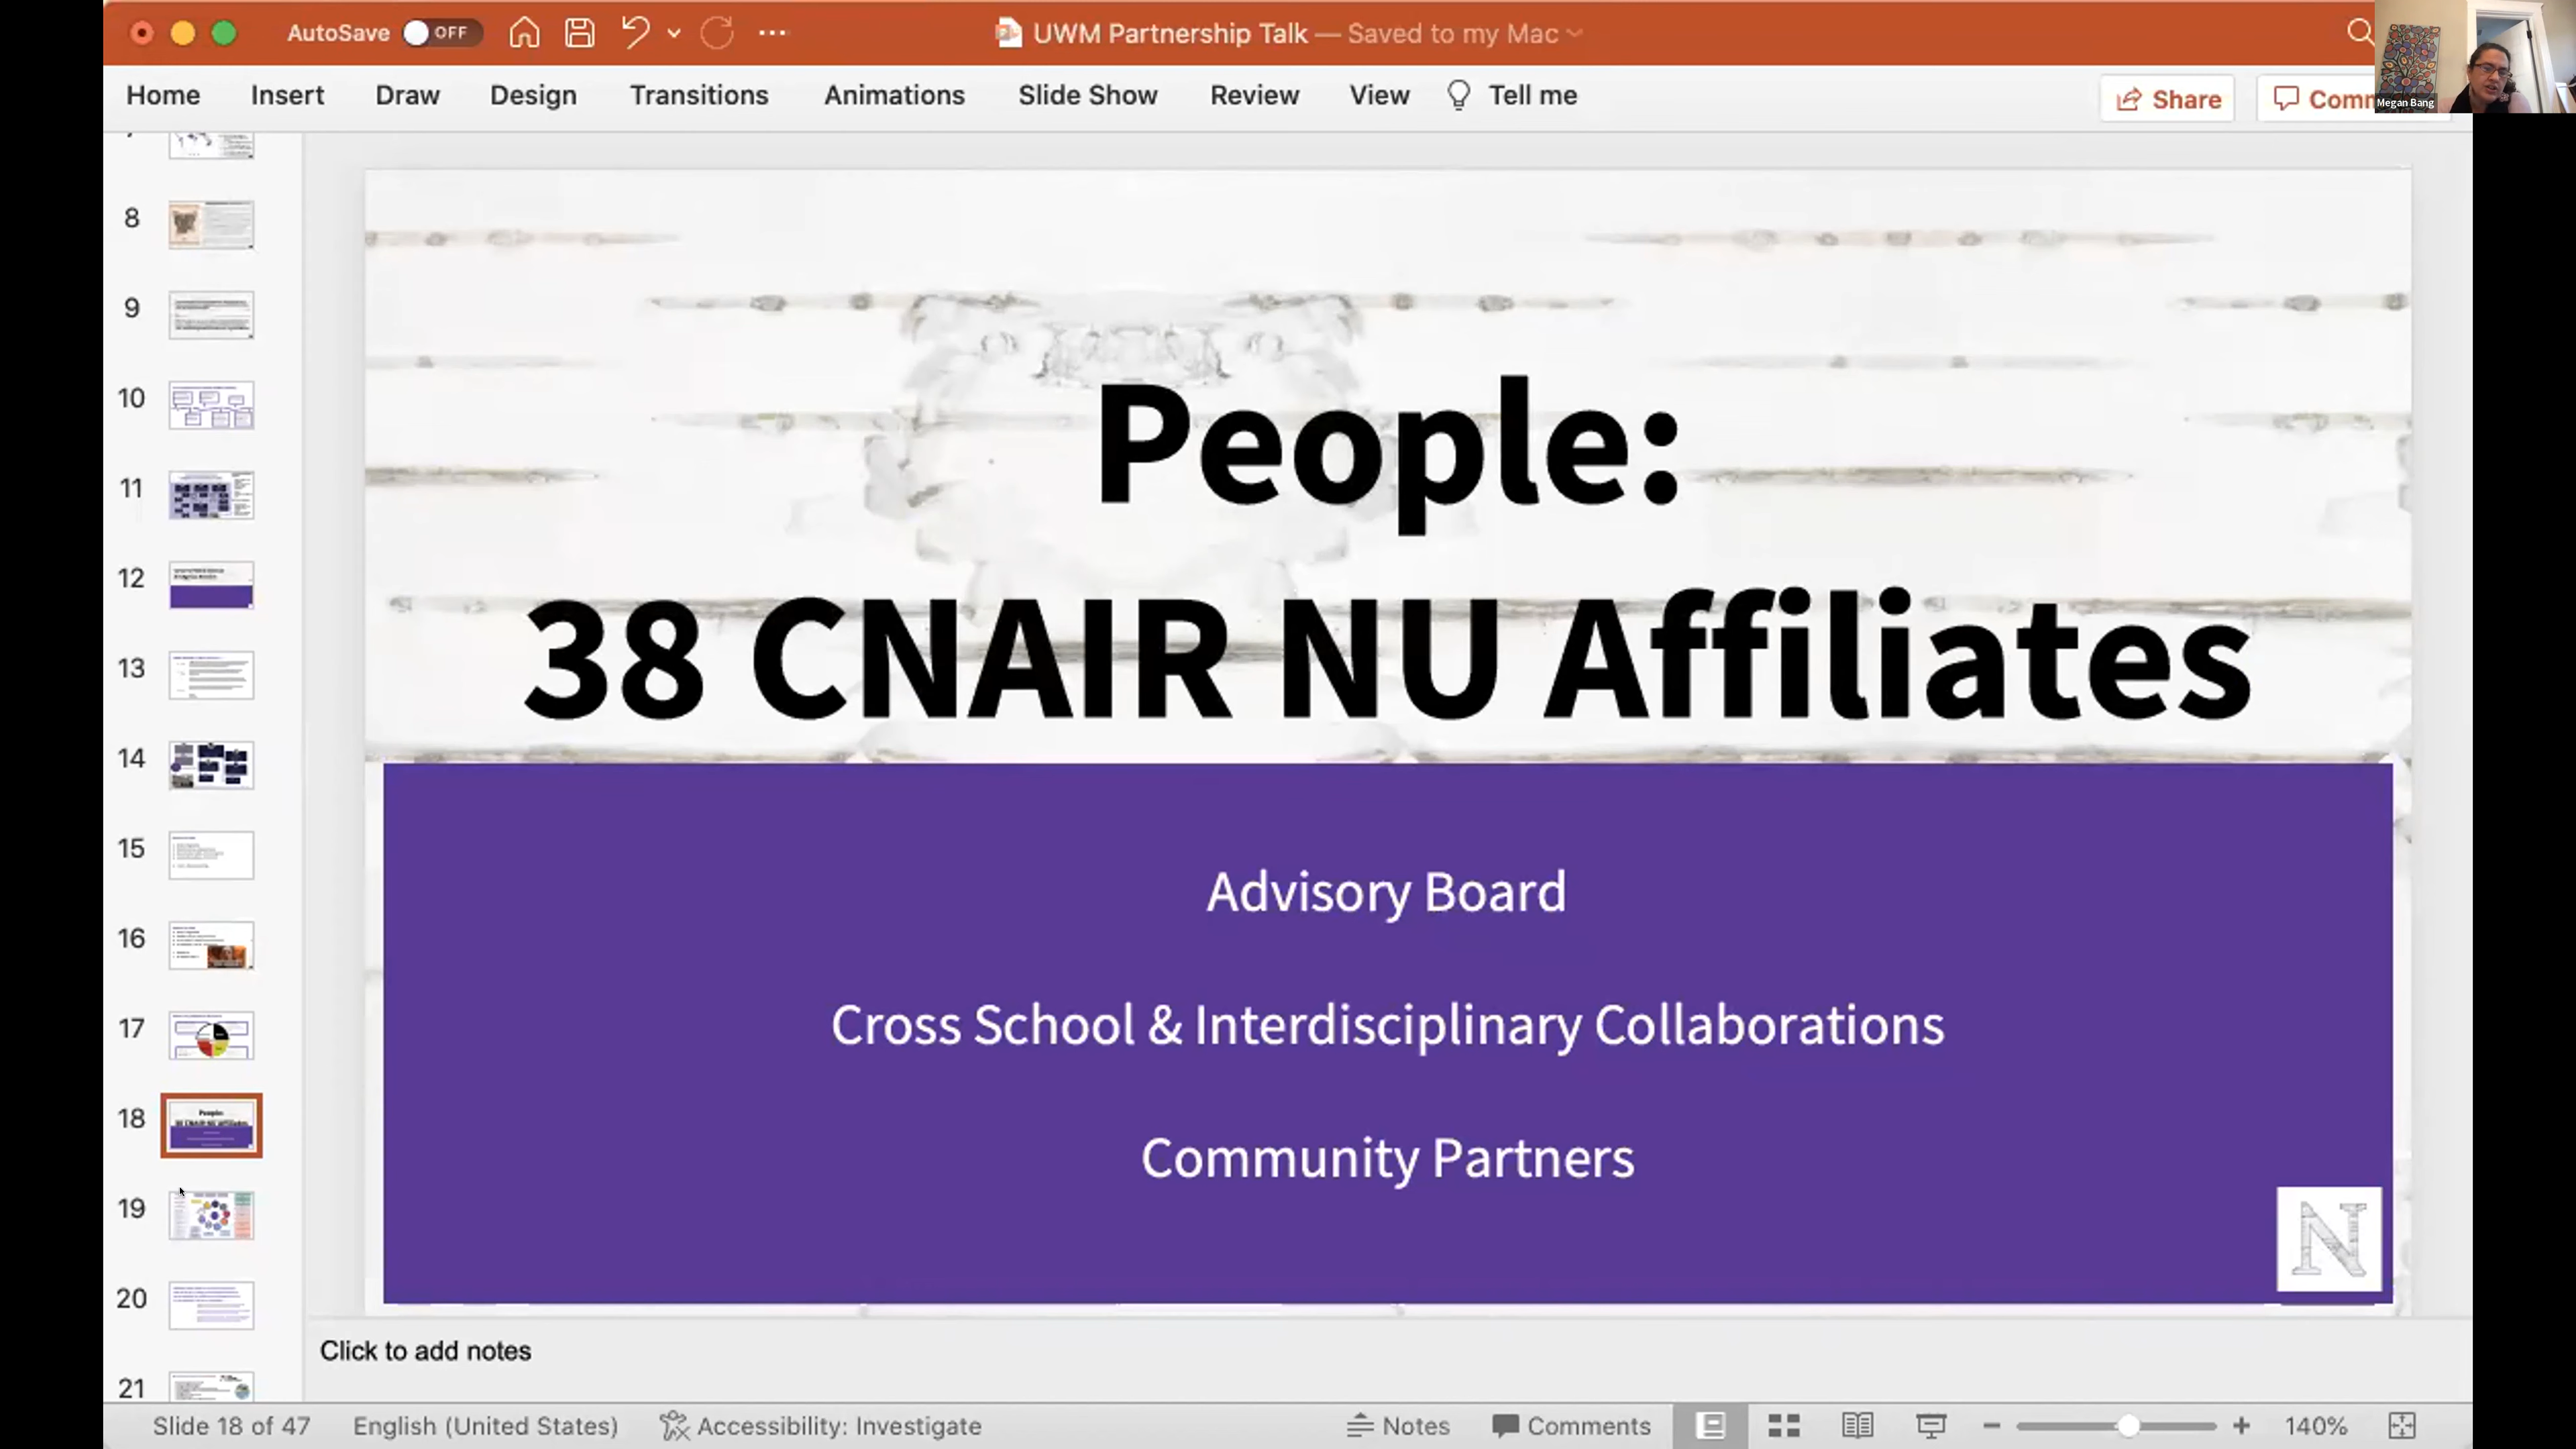 AutoSave OFF
UWM Partnership Talk — Saved to my Mac
Home Insert Draw Design Transitions Animations Slide Show Review View Tell me
Share
Megan Bang
8
9
10
11
12
13
14
15
16
17
18
19
20
21
People:
38 CNAIR NU Affiliates
Advisory Board
Cross School & Interdisciplinary Collaborations
Community Partners
N
Click to add notes
Slide 18 of 47 English (United States) Accessibility: Investigate Notes Comments 140%